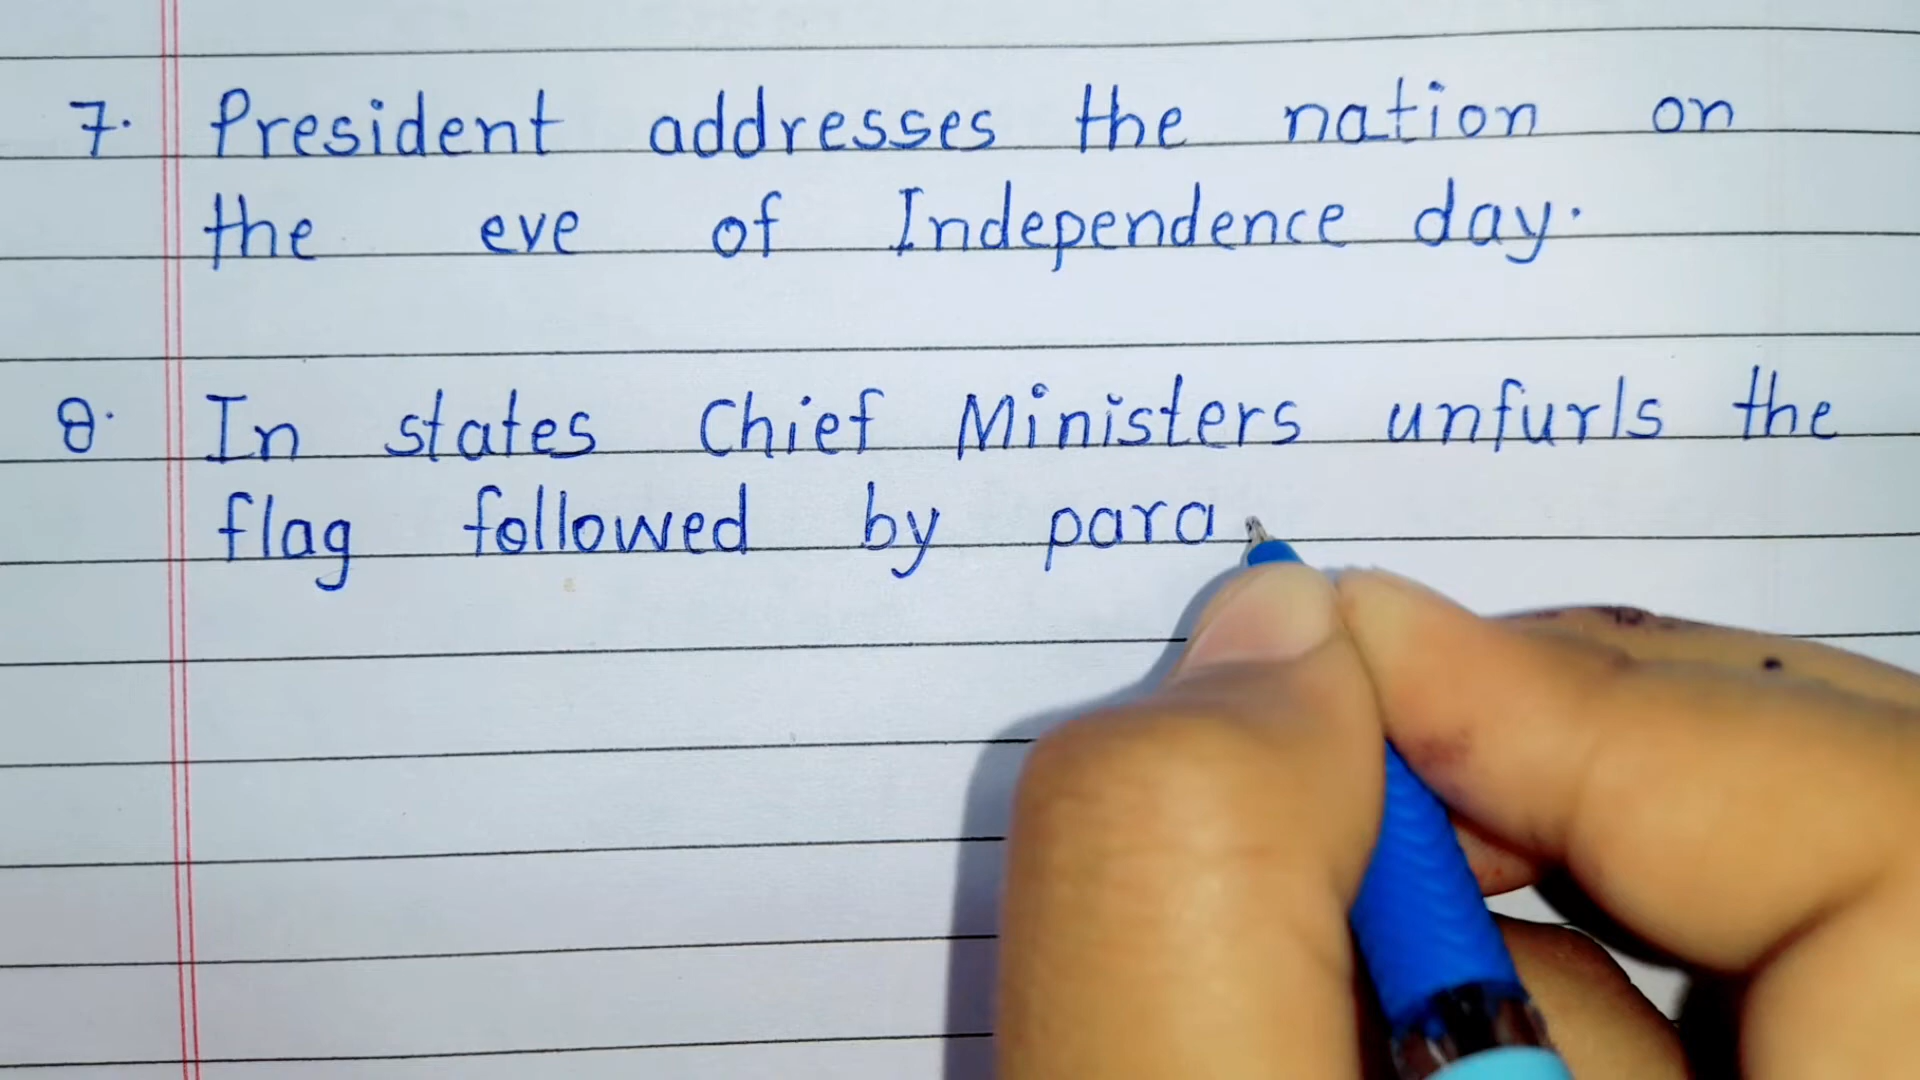 7. President addresses the nation on
the eve of Independence day.
8. In states Chief Ministers unfurls the
flag followed by para